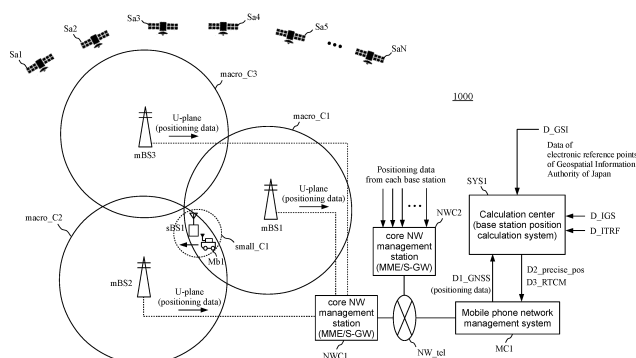 Sa1
Sa2
Sa3
Sa4
Sa5
SaN
macro_C3
1000
U-plane
(positioning data)
mBS3
macro_C1
D_GSI
Data of
electronic reference points
of Geospatial Information
Authority of Japan
U-plane
(positioning data)
mBS1
Positioning data
from each base station
SYS1
NWC2
Calculation center
(base station position
calculation system)
D_IGS
D_ITRF
macro_C2
sBS1
small_C1
Mb1
core NW
management
station
(MME/S-GW)
mBS2
U-plane
(positioning data)
D1_GNSS
(positioning data)
D2_precise_pos
D3_RTCM
core NW
management
station
(MME/S-GW)
NWC1
NW_tel
Mobile phone network
management system
MC1